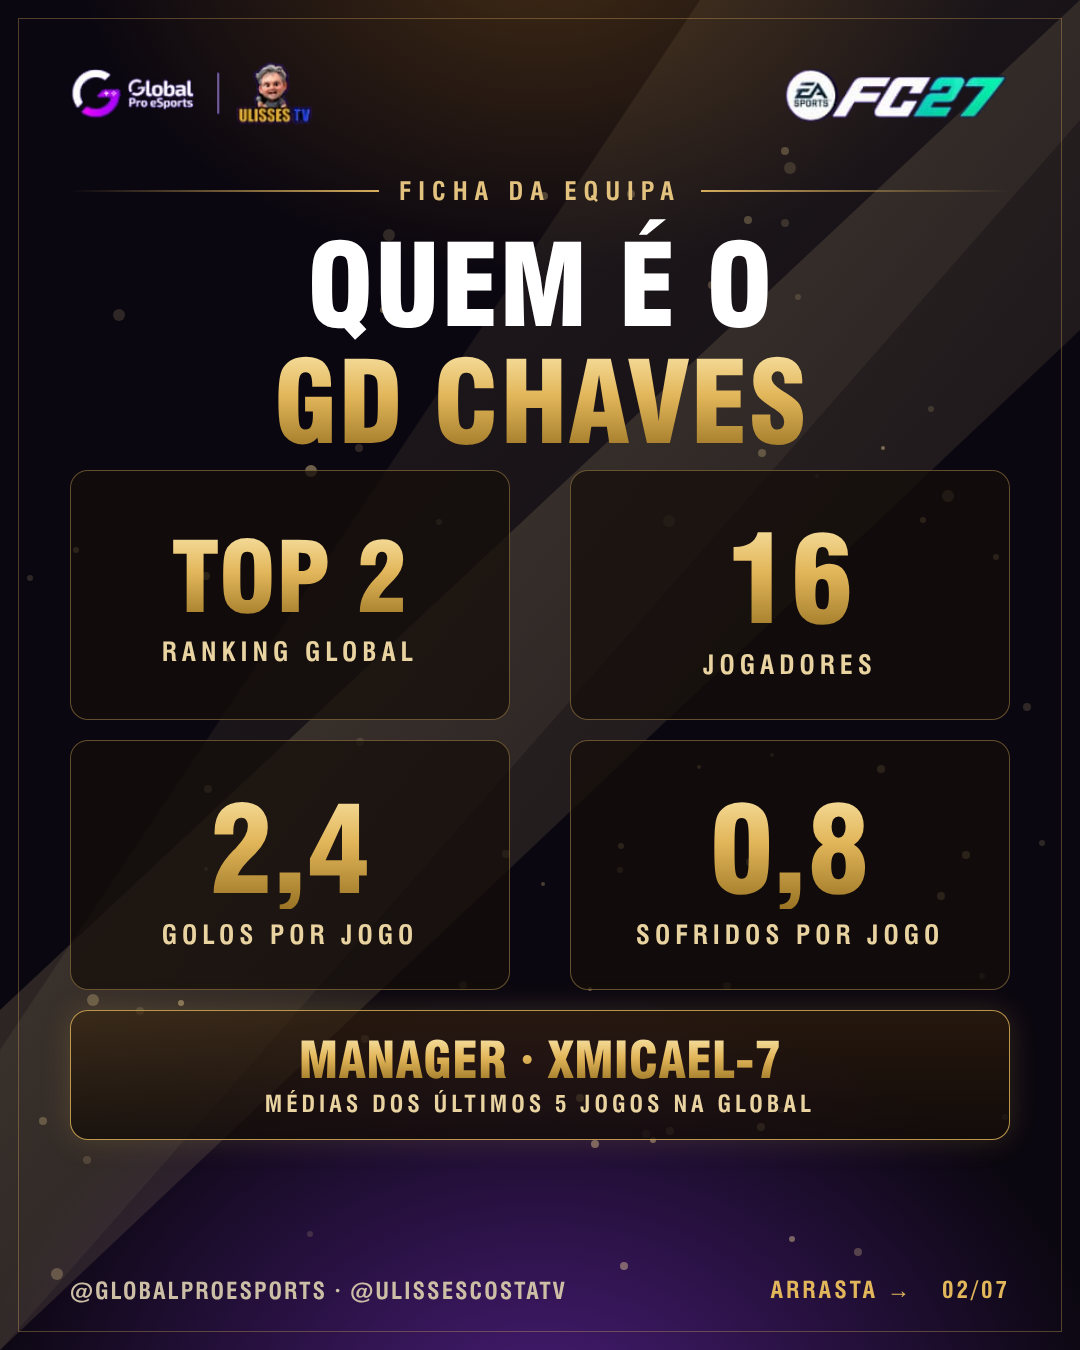 Global
Pro eSports
ULISSES TV
EA
SPORTS
FC27
FICHA DA EQUIPA
QUEM É O
GD CHAVES
TOP 2
RANKING GLOBAL
16
JOGADORES
2,4
GOLOS POR JOGO
0,8
SOFRIDOS POR JOGO
MANAGER · XMICAEL-7
MÉDIAS DOS ÚLTIMOS 5 JOGOS NA GLOBAL
@GLOBALPROESPORTS · @ULISSESCOSTATV
ARRASTA → 02/07